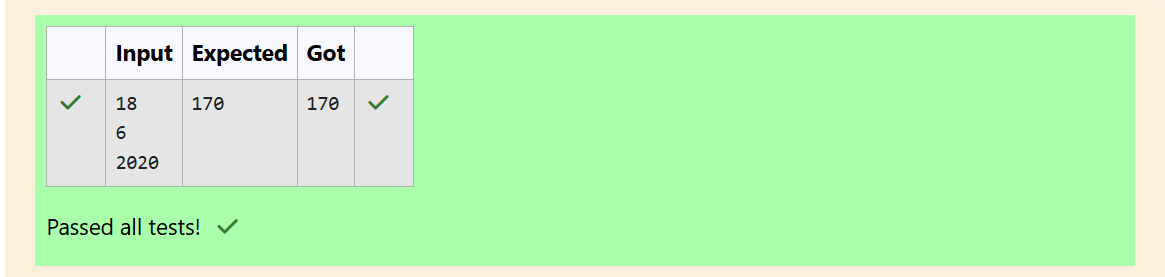 Input Expected Got
18 170 170
6
2020
Passed all tests!